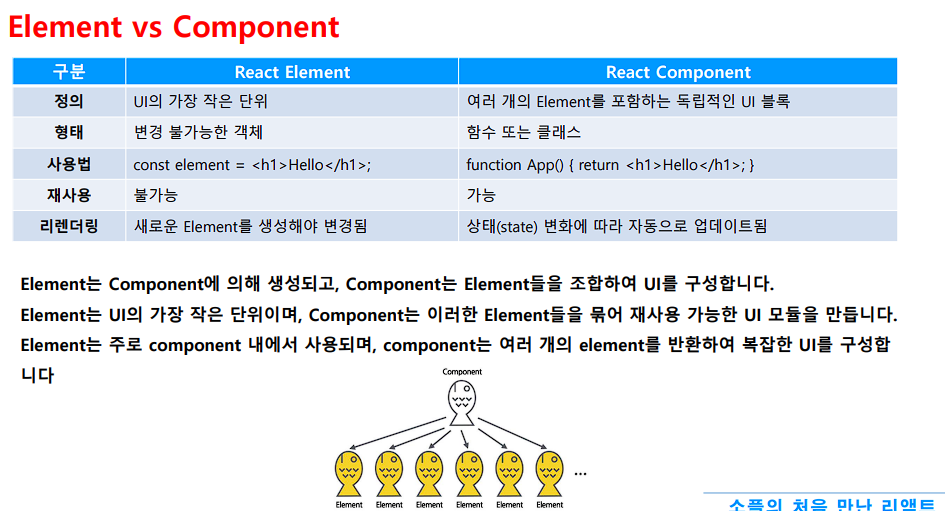 Element vs Component
구분 React Element React Component
정의 UI의 가장 작은 단위 여러 개의 Element를 포함하는 독립적인 UI 블록
형태 변경 불가능한 객체 함수 또는 클래스
사용법 const element = <h1>Hello</h1>; function App() { return <h1>Hello</h1>; }
재사용 불가능 가능
리렌더링 새로운 Element를 생성해야 변경됨 상태(state) 변화에 따라 자동으로 업데이트됨
Element는 Component에 의해 생성되고, Component는 Element들을 조합하여 UI를 구성합니다.
Element는 UI의 가장 작은 단위이며, Component는 이러한 Element들을 묶어 재사용 가능한 UI 모듈을 만듭니다.
Element는 주로 component 내에서 사용되며, component는 여러 개의 element를 반환하여 복잡한 UI를 구성합
니다
Component
Element Element Element Element Element Element ...
소플의 처음 만난 리액트